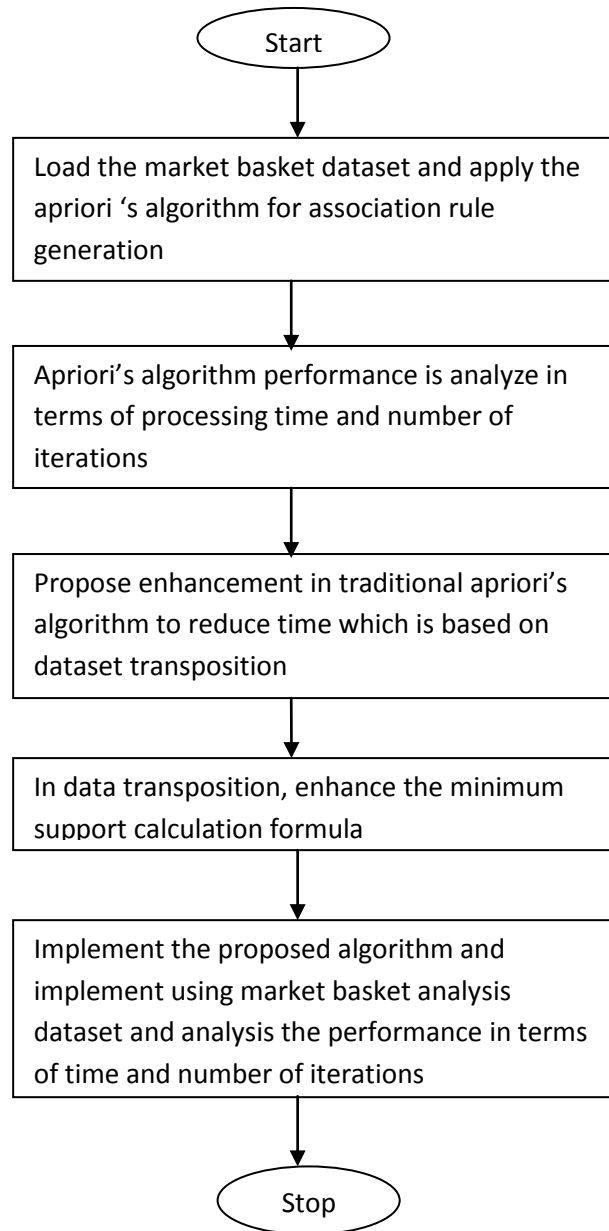 Start
Load the market basket dataset and apply the
apriori ‘s algorithm for association rule
generation
Apriori’s algorithm performance is analyze in
terms of processing time and number of
iterations
Propose enhancement in traditional apriori’s
algorithm to reduce time which is based on
dataset transposition
In data transposition, enhance the minimum
support calculation formula
Implement the proposed algorithm and
implement using market basket analysis
dataset and analysis the performance in terms
of time and number of iterations
Stop